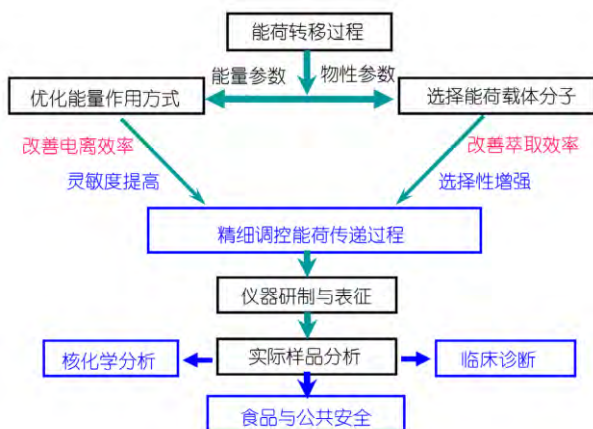 能荷转移过程
能量参数
物性参数
优化能量作用方式
选择能荷载体分子
改善电离效率
改善萃取效率
灵敏度提高
选择性增强
精细调控能荷传递过程
仪器研制与表征
核化学分析
实际样品分析
临床诊断
食品与公共安全